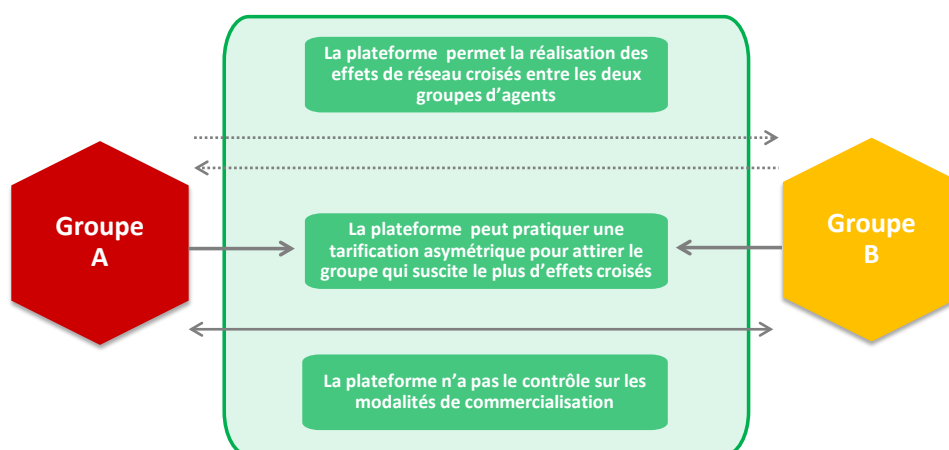 La plateforme permet la réalisation des
effets de réseau croisés entre les deux
groupes d'agents
Groupe
A
La plateforme peut pratiquer une
tarification asymétrique pour attirer le
groupe qui suscite le plus d'effets croisés
Groupe
B
La plateforme n'a pas le contrôle sur les
modalités de commercialisation